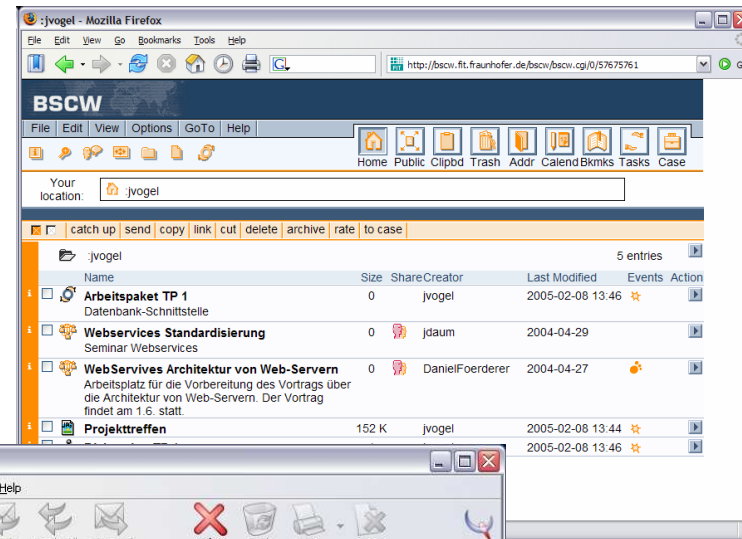 :jvogel - Mozilla Firefox
File Edit View Go Bookmarks Tools Help
G.
http://bscw.fit.fraunhofer.de/bscw/bscw.cgi/0/57675761
G
BSCW
File Edit View Options GoTo Help
Home Public Clipbd Trash Addr Calend Bkmks Tasks Case
Your location: :jvogel
catch up send copy link cut delete archive rate to case
:jvogel 5 entries
Name Size Share Creator Last Modified Events Action
Arbeitspaket TP 1 0 jvogel 2005-02-08 13:46
Datenbank-Schnittstelle
Webservices Standardisierung 0 jdaum 2004-04-29
Seminar Webservices
WebServives Architektur von Web-Servern 0 DanielFoerderer 2004-04-27
Arbeitsplatz für die Vorbereitung des Vortrags über
die Architektur von Web-Servern. Der Vortrag
findet am 1.6. statt.
Projekttreffen 152 K jvogel 2005-02-08 13:44
2005-02-08 13:46
Help